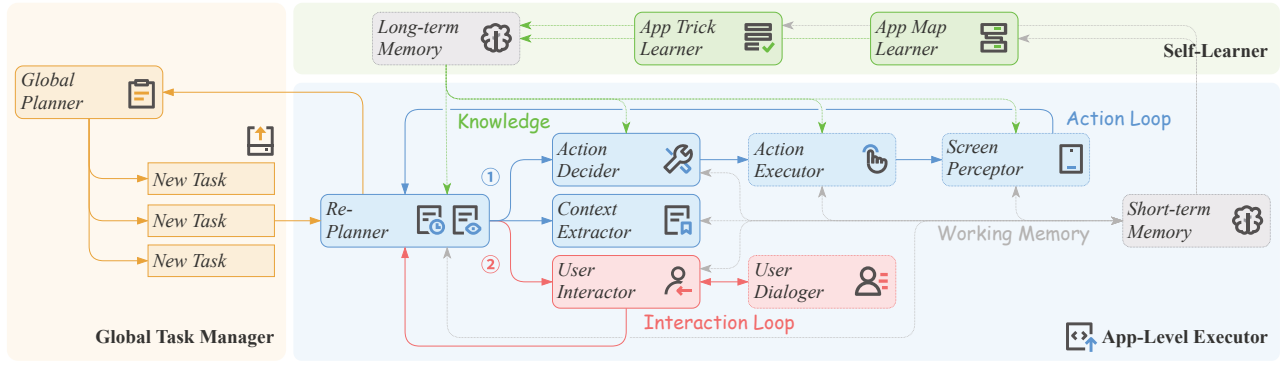 Long-term
Memory
App Trick
Learner
App Map
Learner
Self-Learner
Global
Planner
Knowledge
Action Loop
Action
Decider
Action
Executor
Screen
Perceptor
New Task
①
Re-
Planner
New Task
Context
Extractor
Working Memory
Short-term
Memory
New Task
②
User
Interactor
User
Dialoger
Interaction Loop
Global Task Manager
App-Level Executor